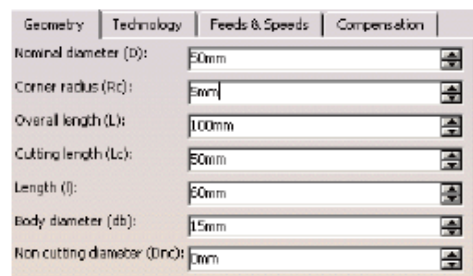 Geometry Technology Feeds & Speeds Compensation
Nominal diameter (D): 50mm
Corner radius (Rc): 5mm
Overall length (L): 100mm
Cutting length (Lc): 50mm
Length (l): 60mm
Body diameter (db): 15mm
Non cutting diameter (Dnc): 0mm